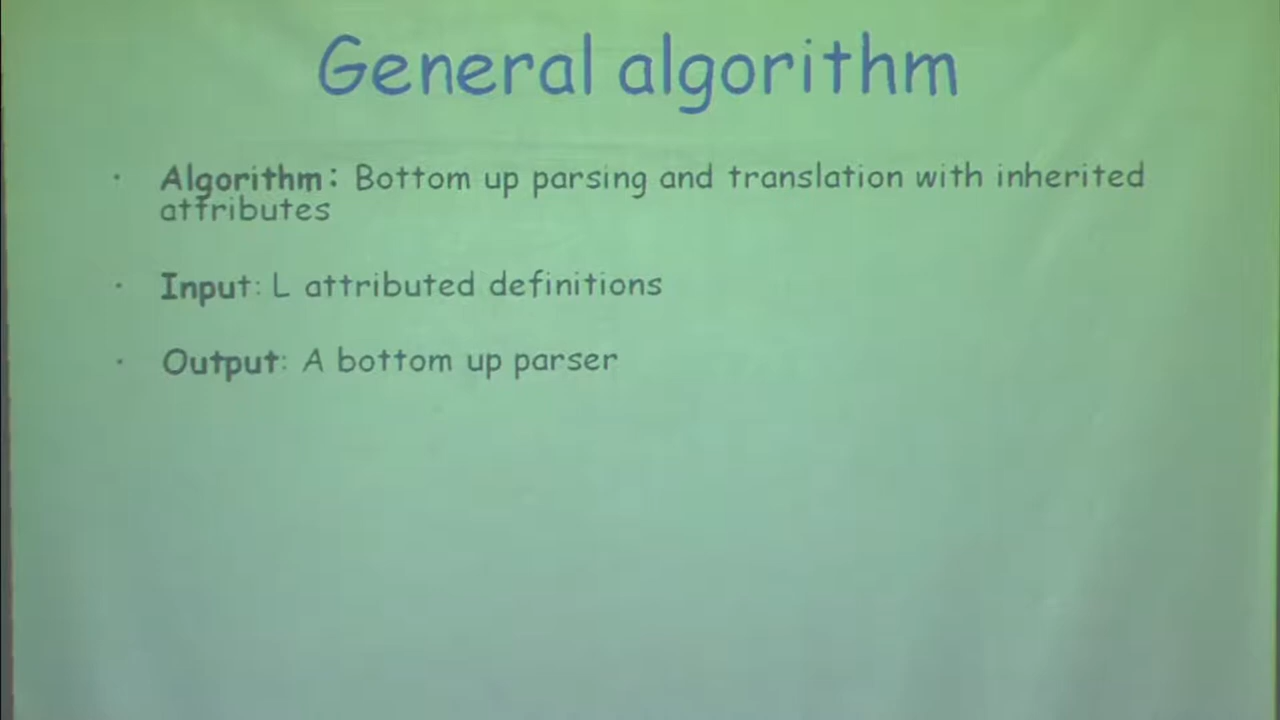 General algorithm
· Algorithm: Bottom up parsing and translation with inherited
attributes
· Input: L attributed definitions
· Output: A bottom up parser